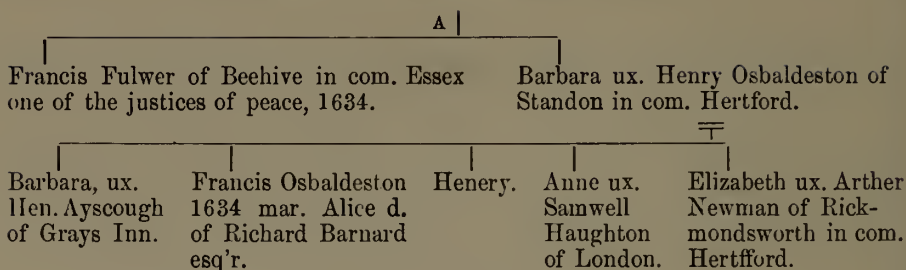 A
Francis Fulwer of Beehive in com. Essex
one of the justices of peace, 1634.
Barbara ux. Henry Osbaldeston of
Standon in com. Hertford.
Barbara, ux.
Hen. Ayscough
of Grays Inn.
Francis Osbaldeston
1634 mar. Alice d.
of Richard Barnard
esq'r.
Henery.
Anne ux.
Samwell
Haughton
of London.
Elizabeth ux. Arther
Newman of Rick-
mondsworth in com.
Hertfford.